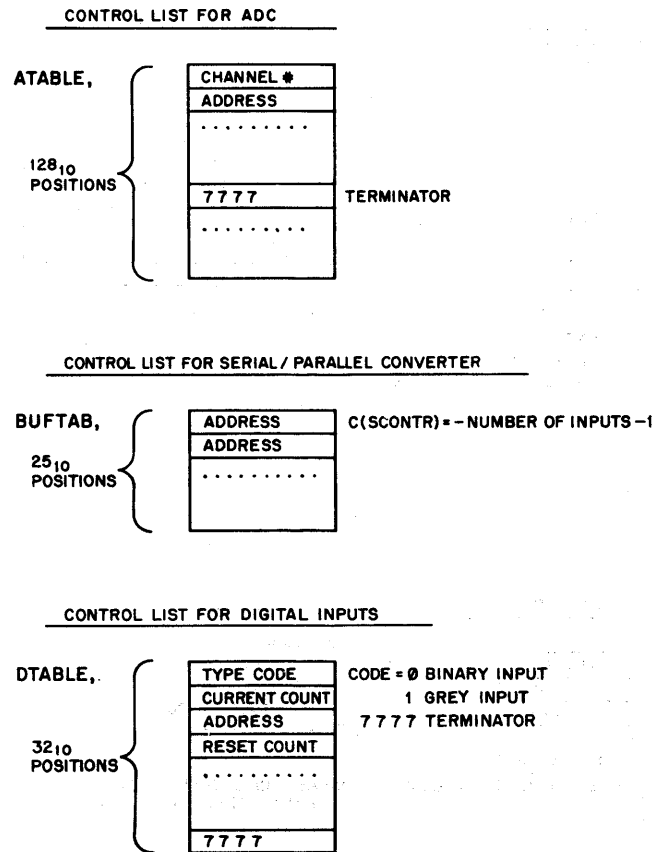 CONTROL LIST FOR ADC
ATABLE,
CHANNEL #
ADDRESS
. . . . . . . . .
128₁₀
POSITIONS
7777 TERMINATOR
. . . . . . . . .
CONTROL LIST FOR SERIAL/PARALLEL CONVERTER
BUFTAB,
ADDRESS C(SCONTR)=-NUMBER OF INPUTS-1
ADDRESS
25₁₀
POSITIONS
. . . . . . . . . .
CONTROL LIST FOR DIGITAL INPUTS
DTABLE,
TYPE CODE CODE = Ø BINARY INPUT
CURRENT COUNT 1 GREY INPUT
ADDRESS 7777 TERMINATOR
RESET COUNT
32₁₀
POSITIONS
. . . . . . . . . .
7777